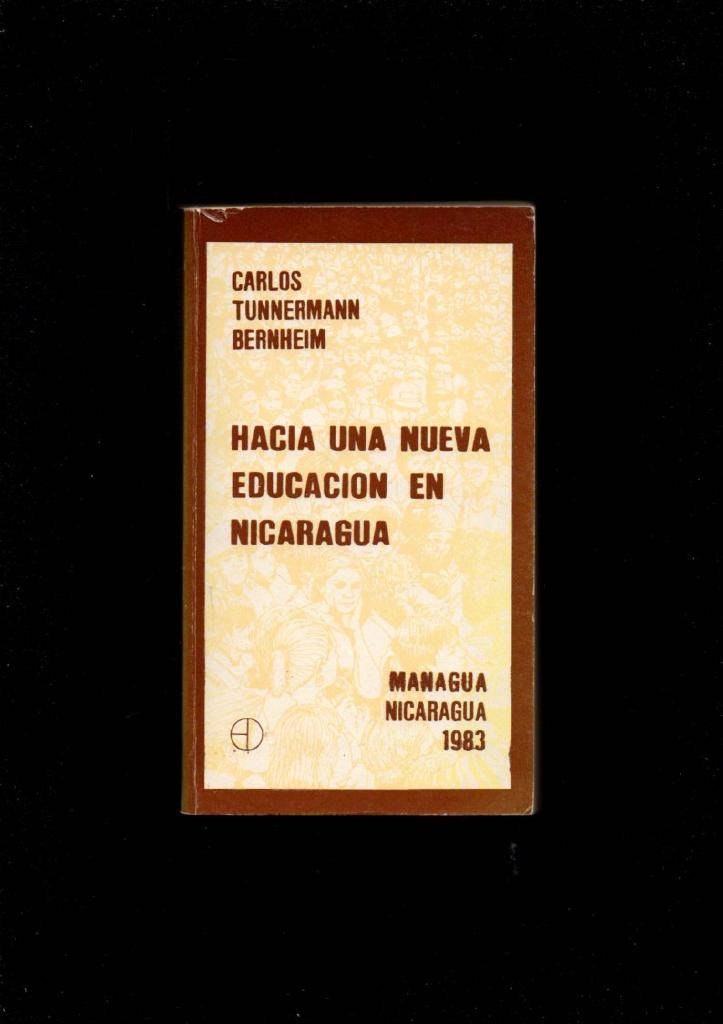 CARLOS
TUNNERMANN
BERNHEIM
HACIA UNA NUEVA
EDUCACION EN
NICARAGUA
MANAGUA
NICARAGUA
1983